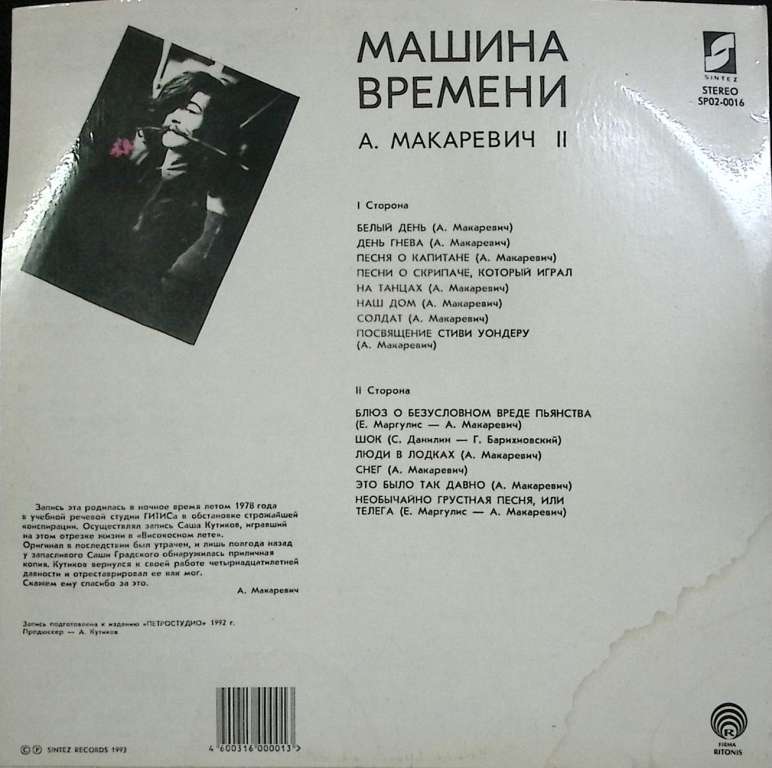 МАШИНА
ВРЕМЕНИ
А. МАКАРЕВИЧ II
SINTEZ
STEREO
SP02-0016
I Сторона
БЕЛЫЙ ДЕНЬ (А. Макаревич)
ДЕНЬ ГНЕВА (А. Макаревич)
ПЕСНЯ О КАПИТАНЕ (А. Макаревич)
ПЕСНИ О СКРИПАЧЕ, КОТОРЫЙ ИГРАЛ
НА ТАНЦАХ (А. Макаревич)
НАШ ДОМ (А. Макаревич)
СОЛДАТ (А. Макаревич)
ПОСВЯЩЕНИЕ СТИВИ УОНДЕРУ
(А. Макаревич)
II Сторона
БЛЮЗ О БЕЗУСЛОВНОМ ВРЕДЕ ПЬЯНСТВА
(Е. Маргулис — А. Макаревич)
ШОК (С. Данилин — Г. Барихновский)
ЛЮДИ В ЛОДКАХ (А. Макаревич)
СНЕГ (А. Макаревич)
ЭТО БЫЛО ТАК ДАВНО (А. Макаревич)
НЕОБЫЧАЙНО ГРУСТНАЯ ПЕСНЯ, ИЛИ
ТЕЛЕГА (Е. Маргулис — А. Макаревич)
Запись эта родилась в ночное время летом 1978 года
в учебной речевой студии ГИТИСа в обстановке строжайшей
конспирации. Осуществлял запись Саша Кутиков, игравший
на этом отрезке жизни в «Високосном лете».
Оригинал в последствии был утрачен, и лишь полгода назад
у запасливого Саши Градского обнаружилась приличная
копия. Кутиков вернулся к своей работе четырнадцатилетней
давности и отреставрировал ее как мог.
Скажем ему спасибо за это.
А. Макаревич
Запись подготовлена к изданию «ПЕТРОСТУДИО» 1992 г.
Продюссер — А. Кутиков
© ℗ SINTEZ RECORDS 1993
4 600316 000013 >
R
FIRMA
RITONIS